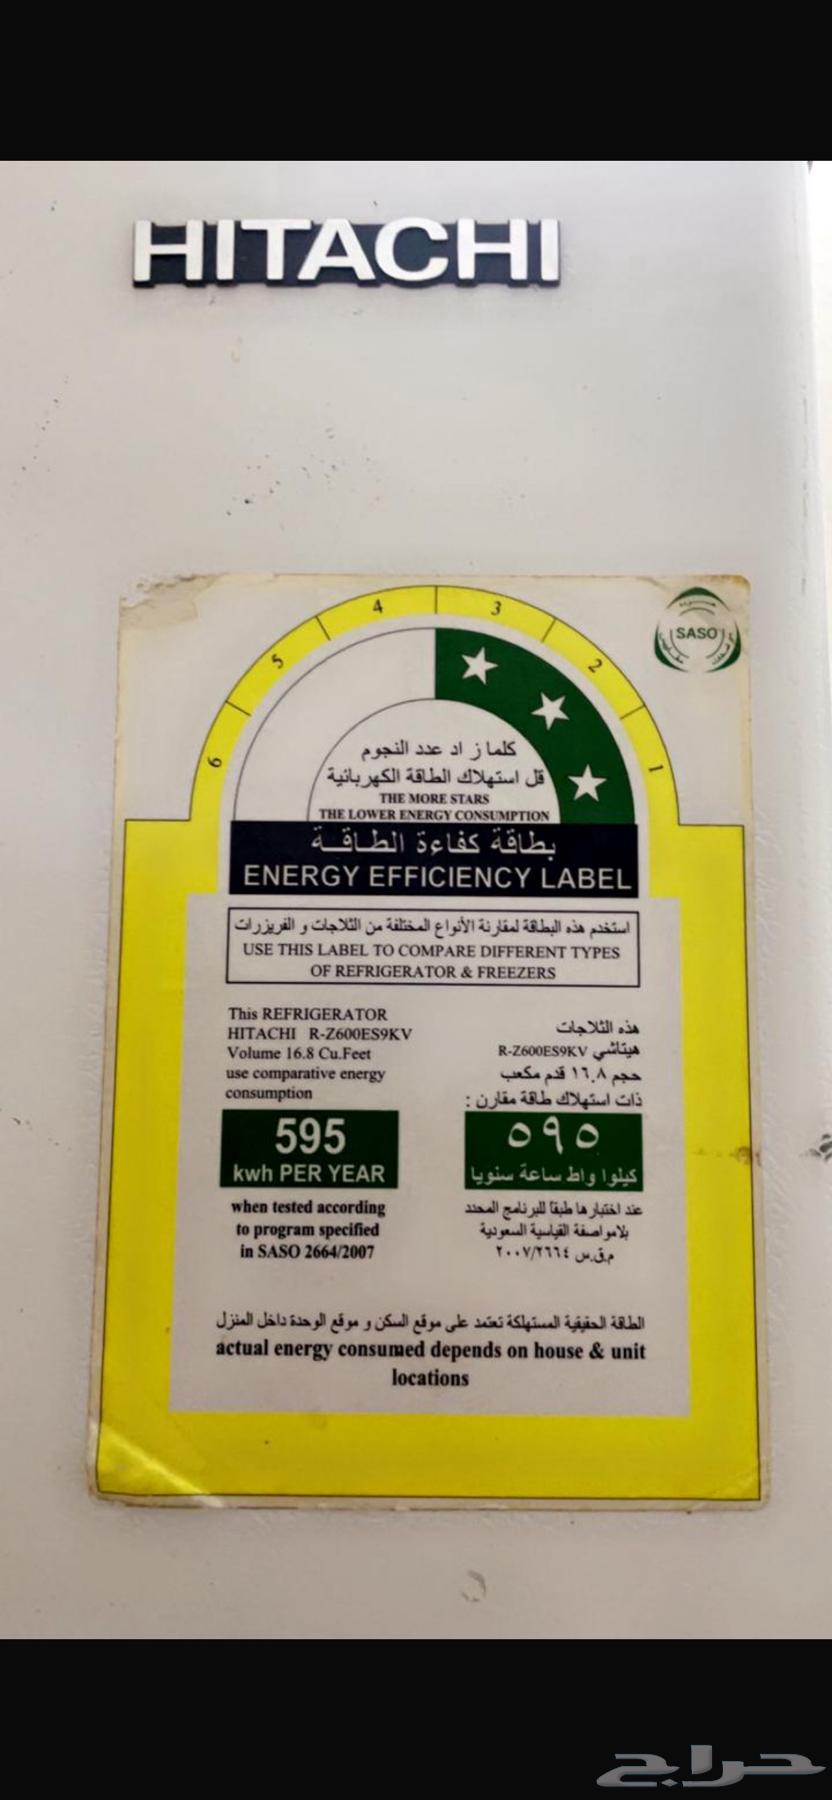 HITACHI
SASO
1
2
3
4
5
6
كلما زاد عدد النجوم
قل استهلاك الطاقة الكهربائية
THE MORE STARS
THE LOWER ENERGY CONSUMPTION
بطاقة كفاءة الطاقة
ENERGY EFFICIENCY LABEL
استخدم هذه البطاقة لمقارنة الأنواع المختلفة من الثلاجات و الفريزرات
USE THIS LABEL TO COMPARE DIFFERENT TYPES
OF REFRIGERATOR & FREEZERS
This REFRIGERATOR
HITACHI R-Z600ES9KV
Volume 16.8 Cu.Feet
use comparative energy
consumption
595
kwh PER YEAR
when tested according
to program specified
in SASO 2664/2007
هذه الثلاجات
هيتاشي R-Z600ES9KV
حجم ١٦,٨ قدم مكعب
ذات استهلاك طاقة مقارن :
٥٩٥
كيلوا واط ساعة سنويا
عند اختبارها طبقا للبرنامج المحدد
بلامواصفة القياسية السعودية
م.ق.س ٢٠٠٧/٢٦٦٤
الطاقة الحقيقية المستهلكة تعتمد على موقع السكن و موقع الوحدة داخل المنزل
actual energy consumed depends on house & unit
locations
حراج